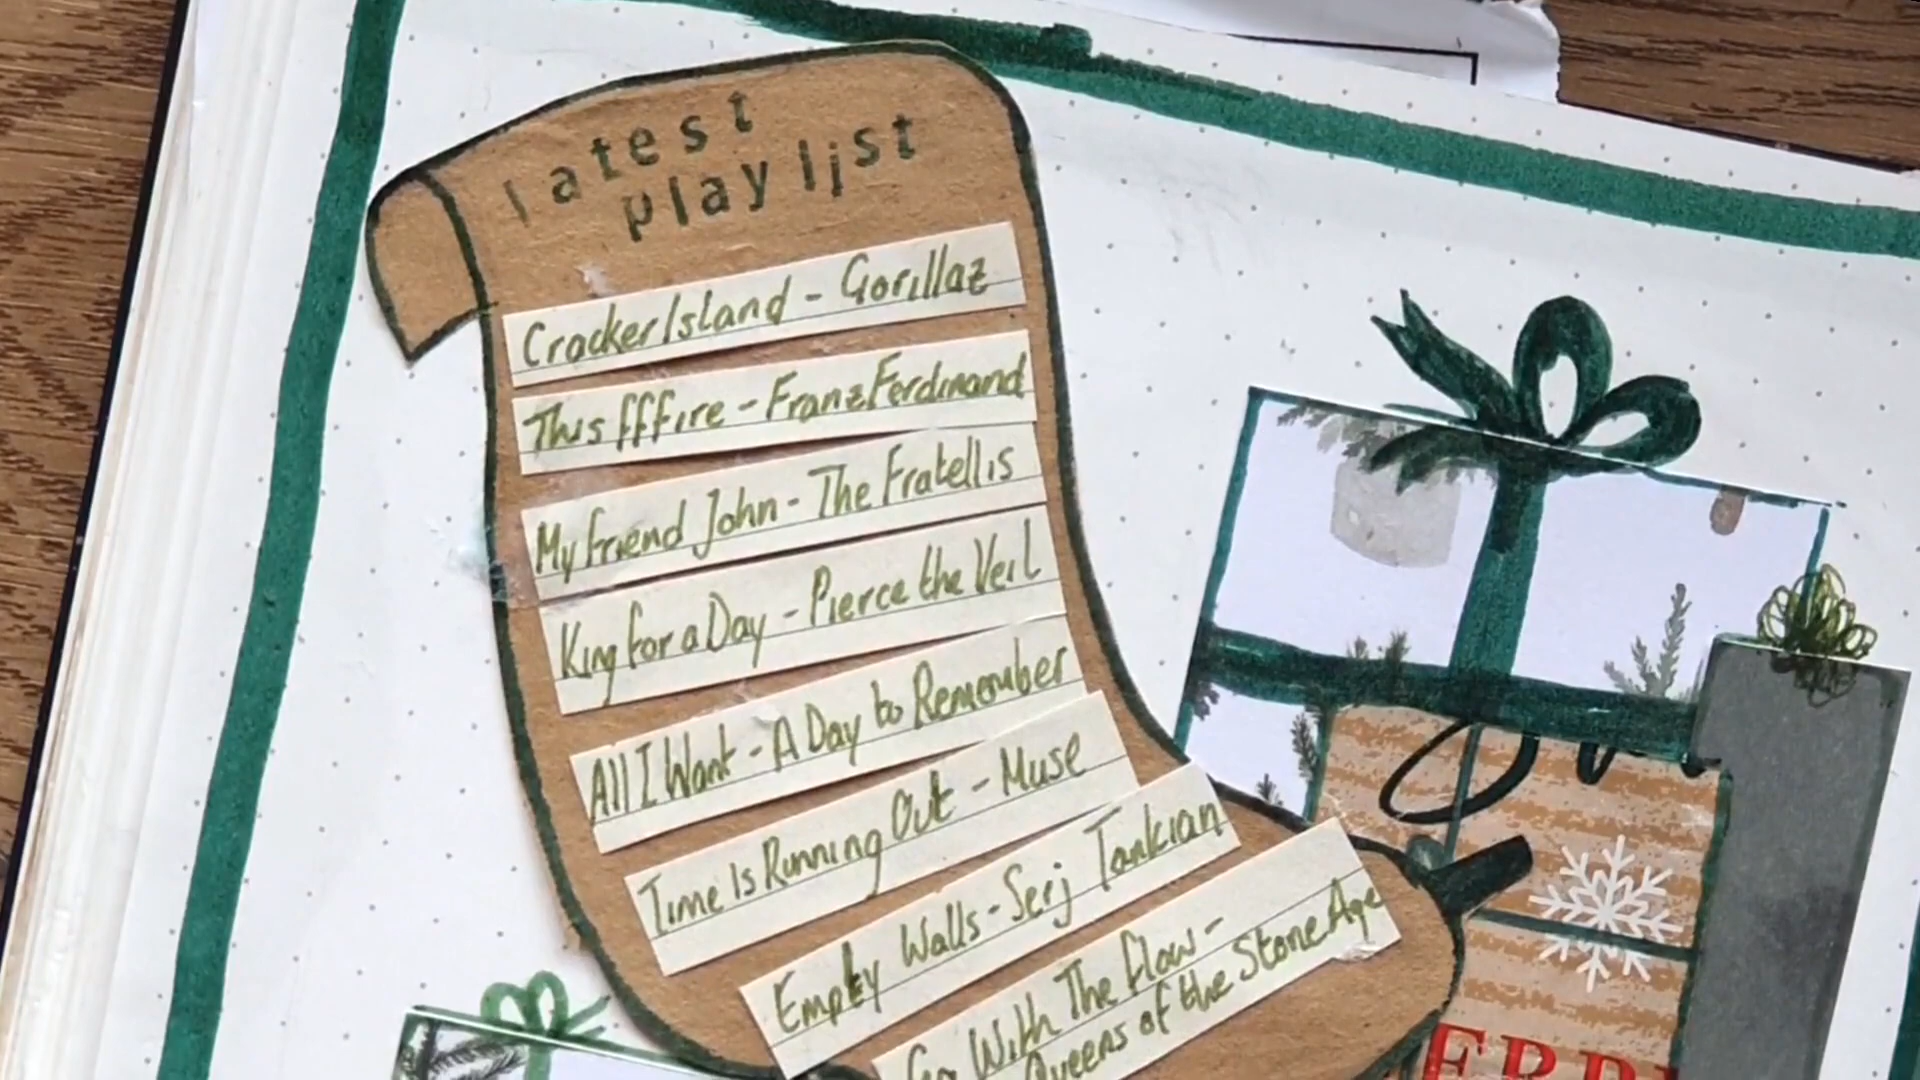 latest
playlist
Cracker Island - Gorillaz
This fffire - Franz Ferdinand
My Friend John - The Fratellis
King for a Day - Pierce the Veil
All I Want - A Day to Remember
Time Is Running Out - Muse
Empty Walls - Serj Tankian
Go With The Flow -
Queens of the Stone Age